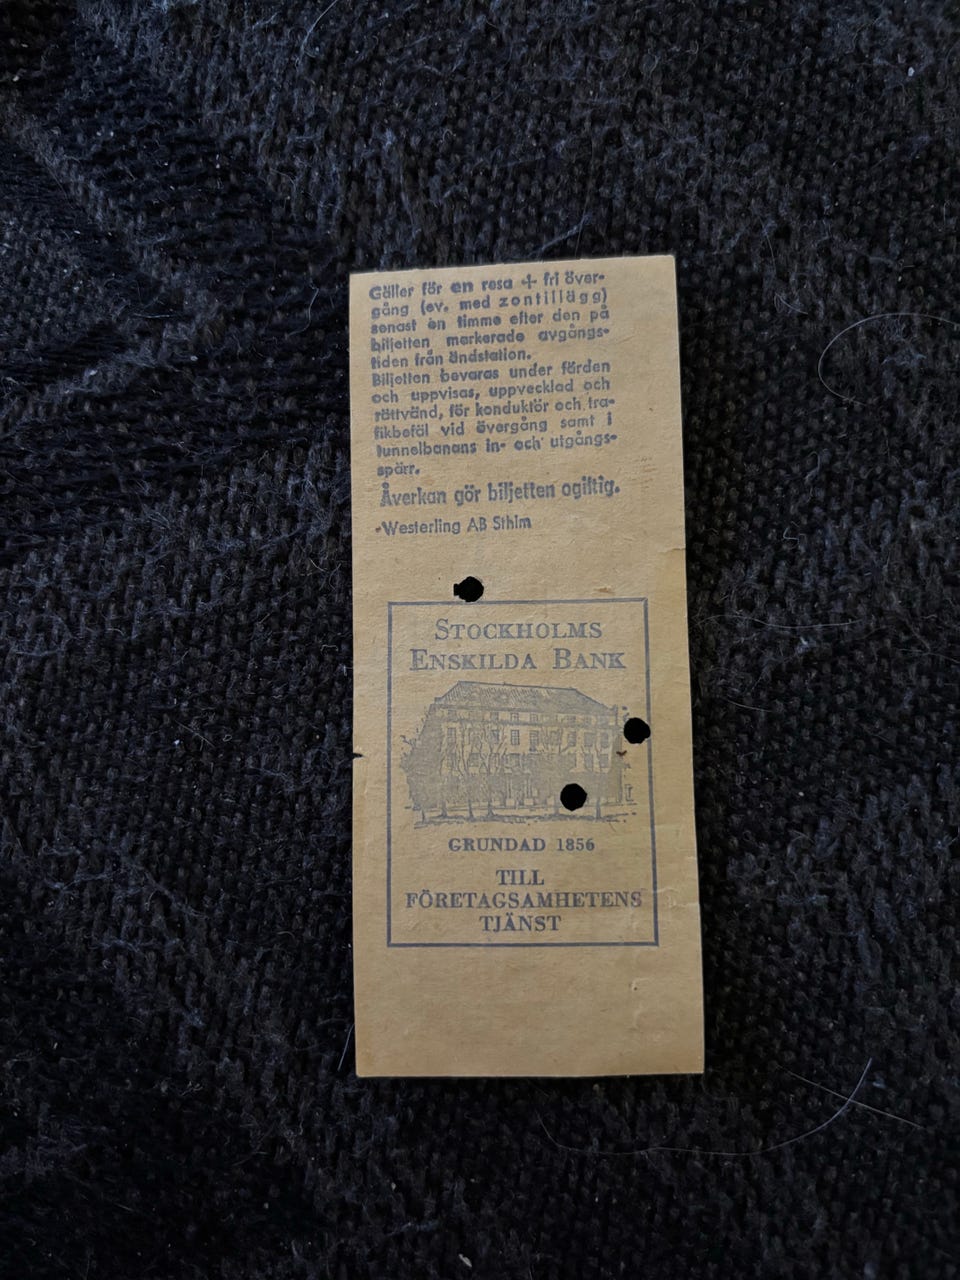 Gäller för en resa + fri över-
gång (ev. med zontillägg)
senast en timme efter den på
biljetten markerade avgångs-
tiden från ändstation.
Biljetten bevaras under färden
och uppvisas, uppvecklad och
rättvänd, för konduktör och tra-
fikbefäl vid övergång samt i
tunnelbanans in- och utgångs-
spärr.
Åverkan gör biljetten ogiltig.
Westerling AB Sthlm
STOCKHOLMS
ENSKILDA BANK
GRUNDAD 1856
TILL
FÖRETAGSAMHETENS
TJÄNST